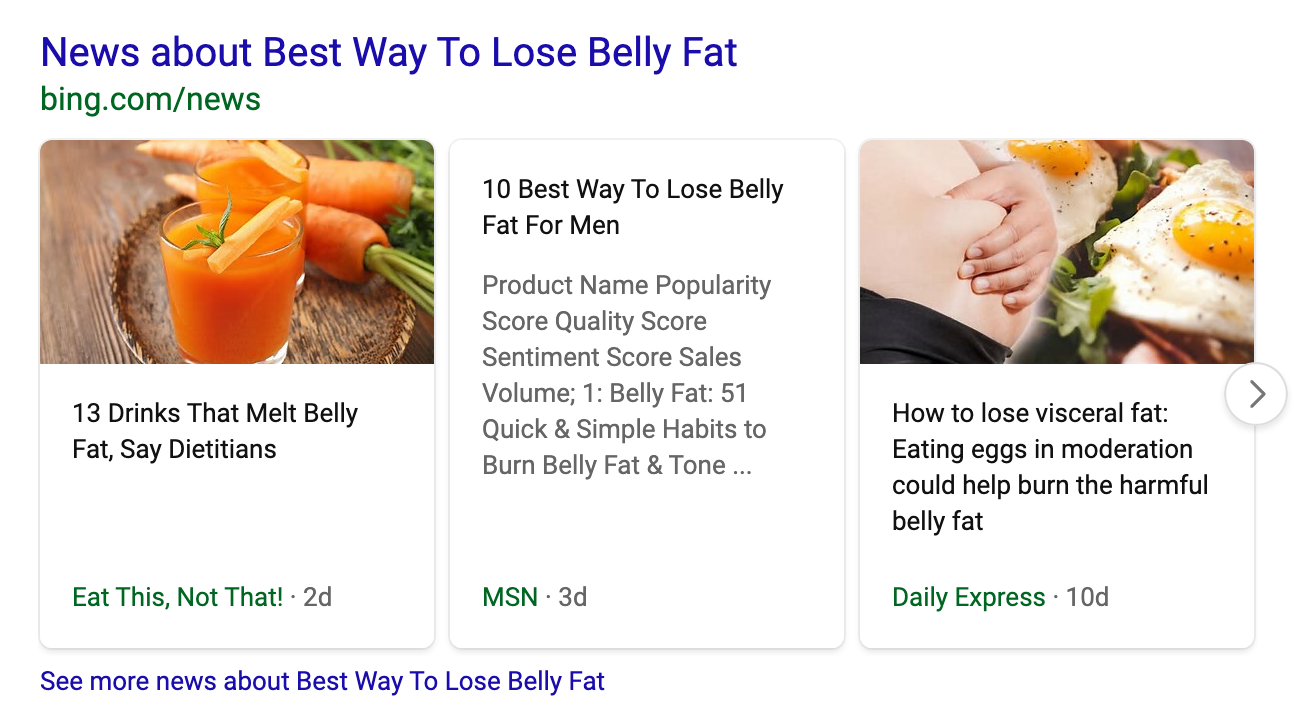 News about Best Way To Lose Belly Fat
bing.com/news
13 Drinks That Melt Belly
Fat, Say Dietitians
Eat This, Not That! · 2d
10 Best Way To Lose Belly
Fat For Men
Product Name Popularity
Score Quality Score
Sentiment Score Sales
Volume; 1: Belly Fat: 51
Quick & Simple Habits to
Burn Belly Fat & Tone ...
MSN · 3d
How to lose visceral fat:
Eating eggs in moderation
could help burn the harmful
belly fat
Daily Express · 10d
See more news about Best Way To Lose Belly Fat